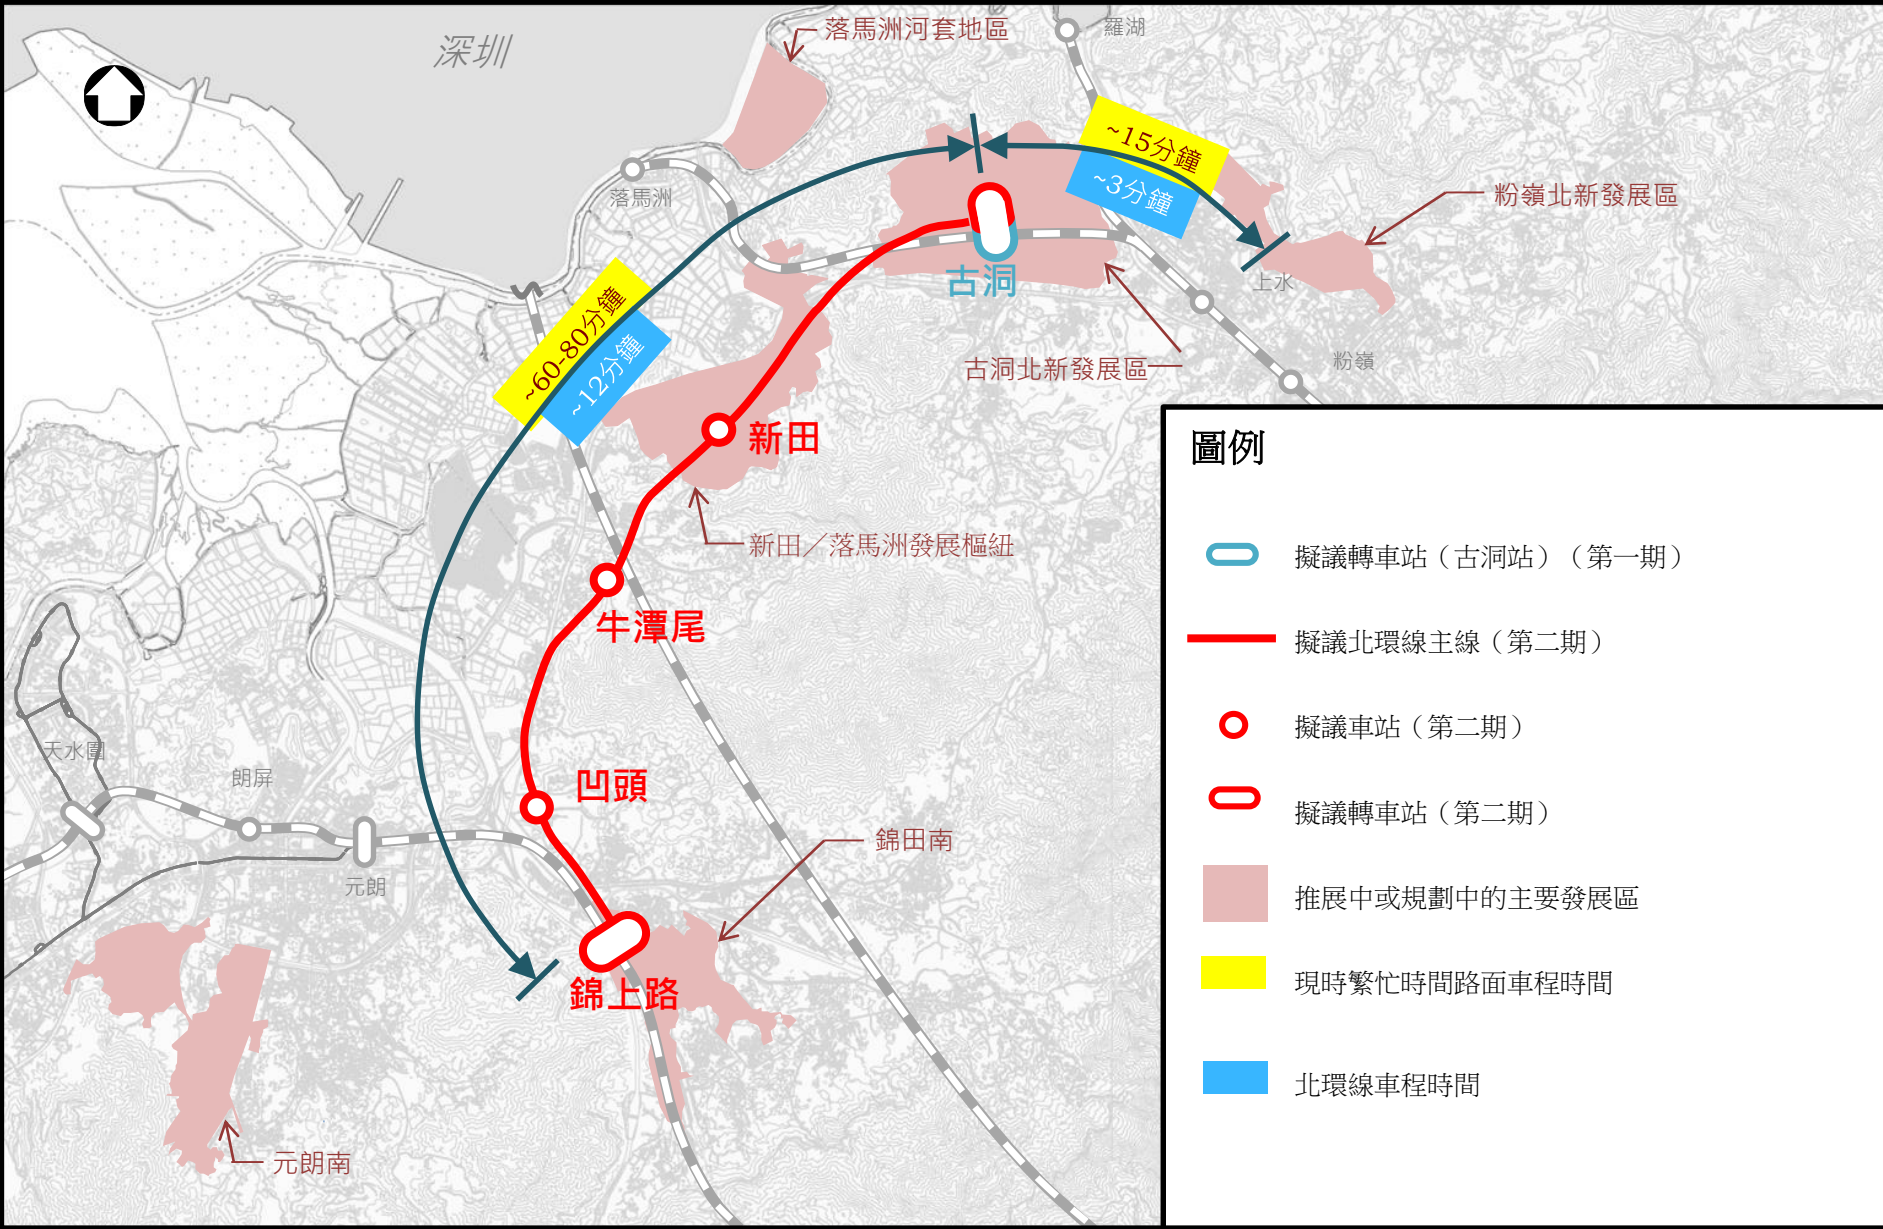 落馬洲河套地區
羅湖
深圳
~15分鐘
~3分鐘
落馬洲
粉嶺北新發展區
古洞
上水
~60-80分鐘
~12分鐘
古洞北新發展區
粉嶺
新田
新田／落馬洲發展樞紐
牛潭尾
天水圍
朗屏
凹頭
元朗
錦田南
錦上路
元朗南
圖例
擬議轉車站（古洞站）（第一期）
擬議北環線主線（第二期）
擬議車站（第二期）
擬議轉車站（第二期）
推展中或規劃中的主要發展區
現時繁忙時間路面車程時間
北環線車程時間